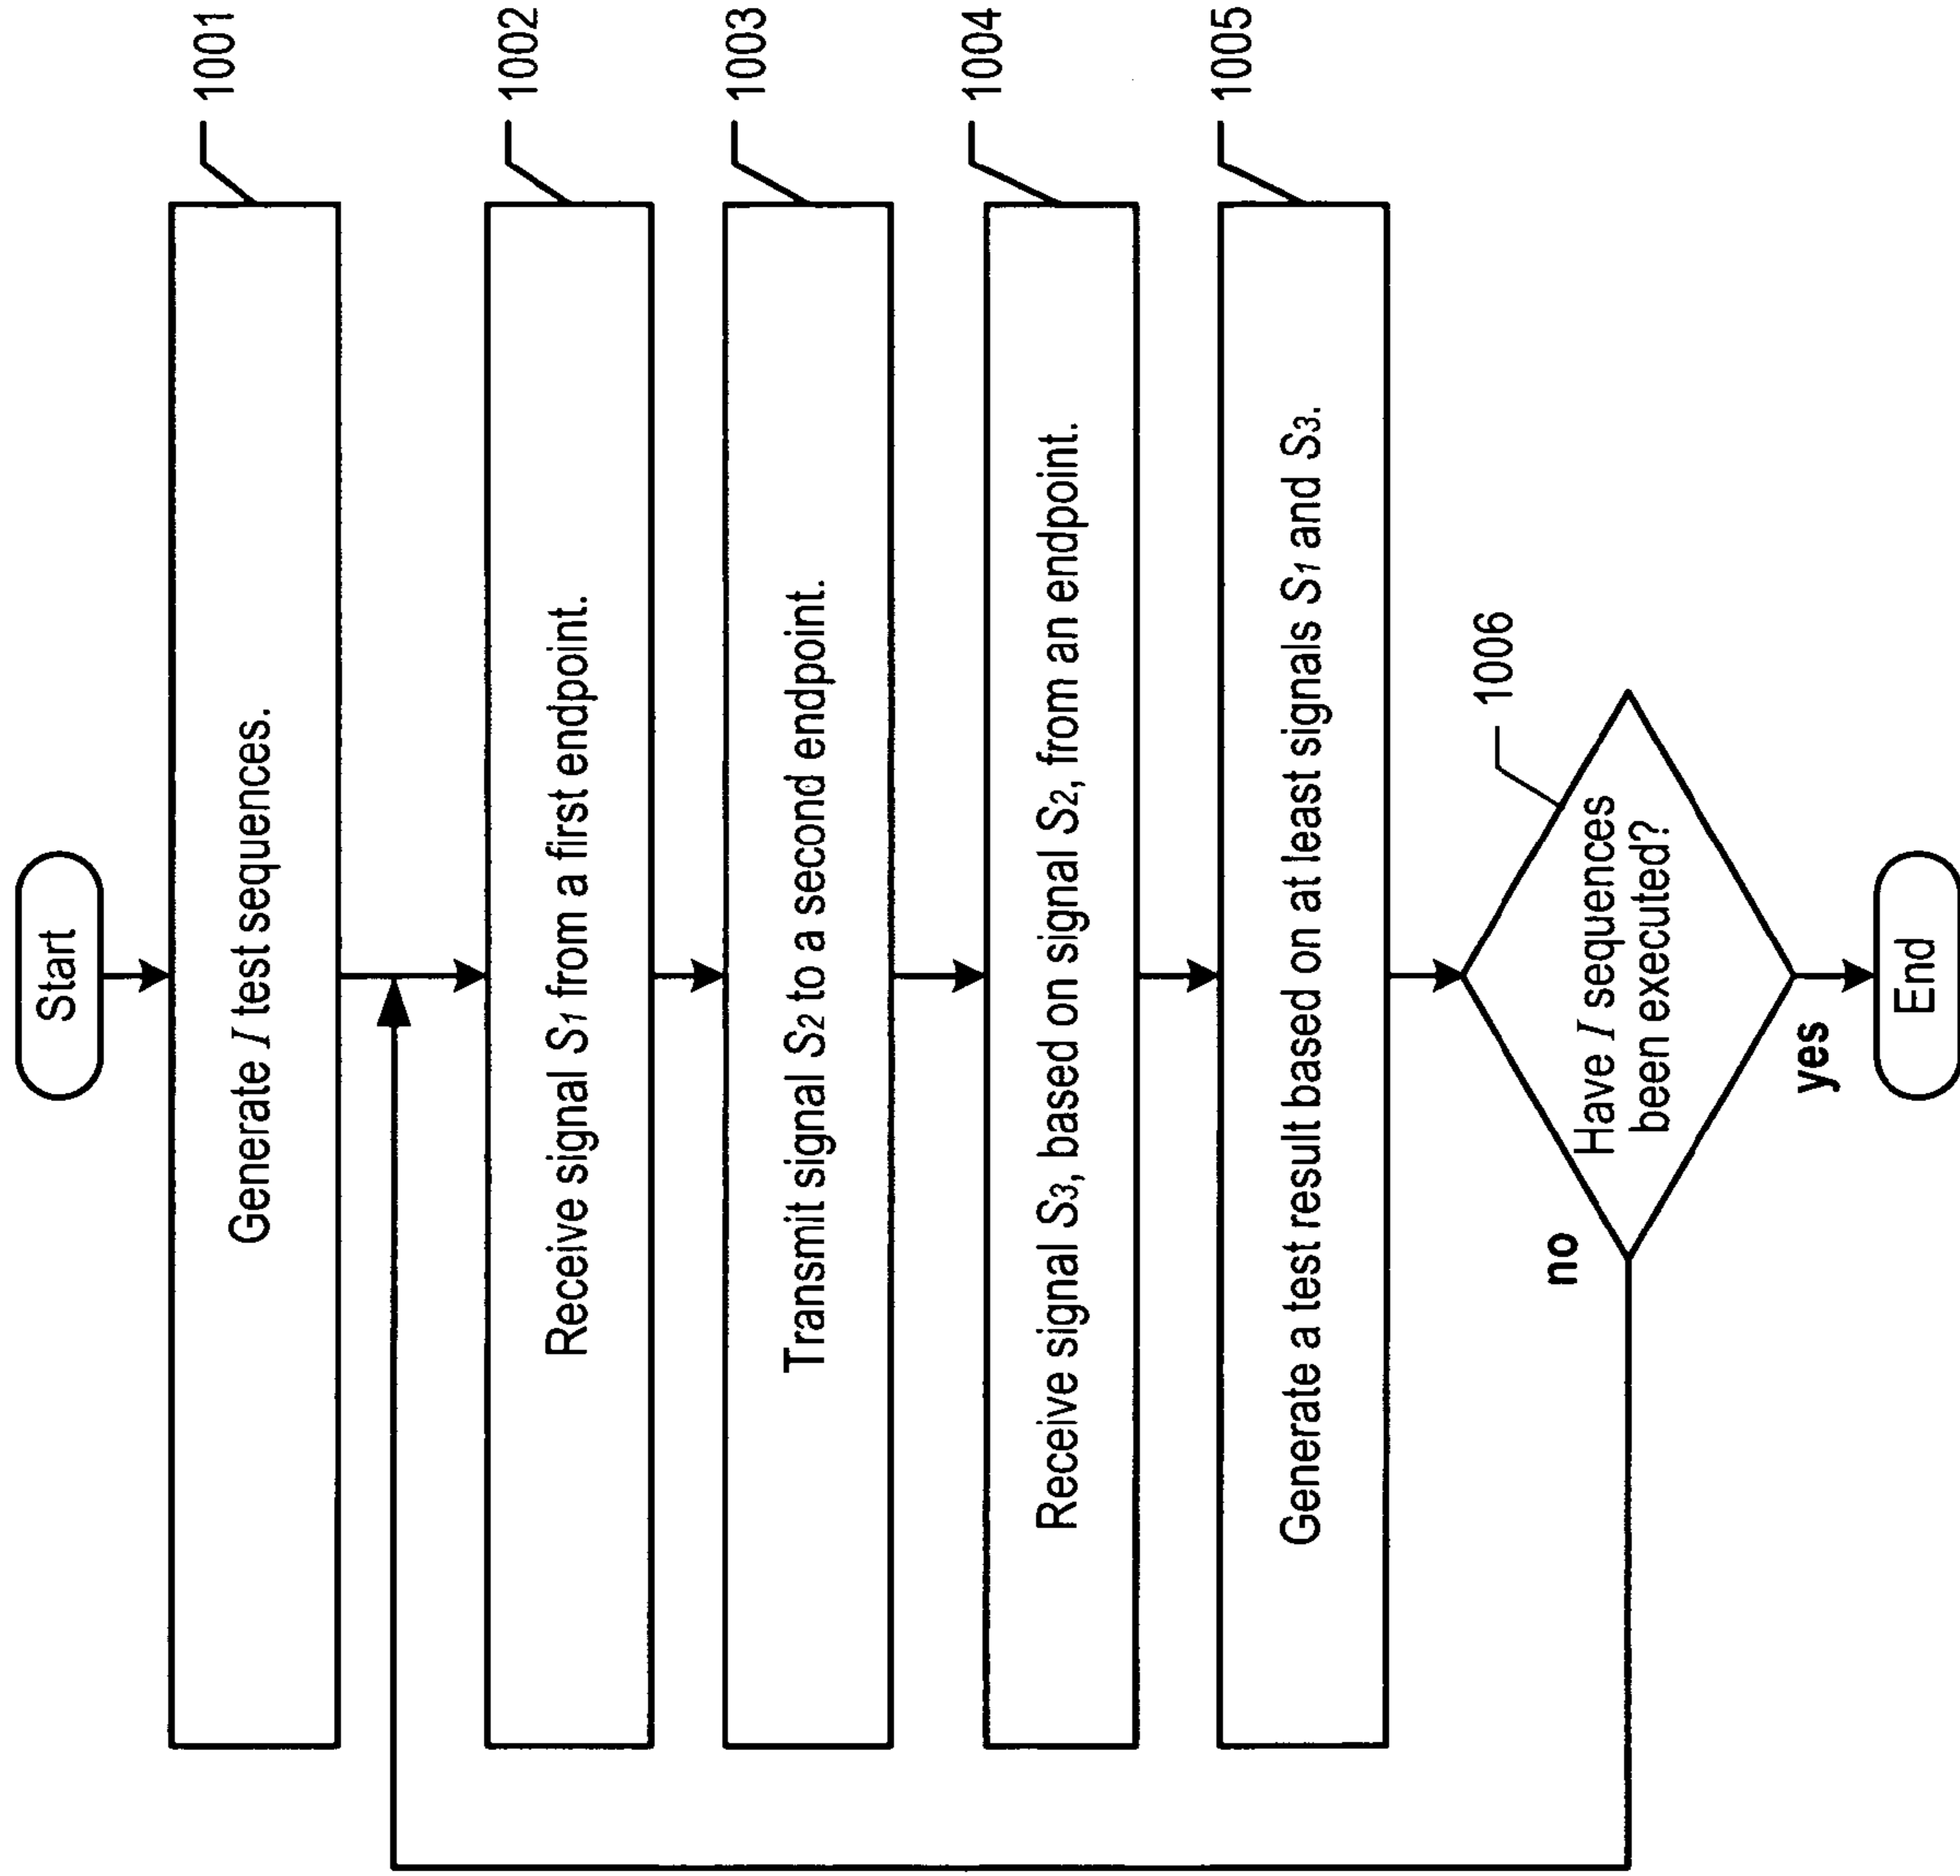 Start
Generate I test sequences.
1001
Receive signal S1 from a first endpoint.
1002
Transmit signal S2 to a second endpoint.
1003
Receive signal S3, based on signal S2, from an endpoint.
1004
Generate a test result based on at least signals S1 and S3.
1005
Have I sequences
been executed?
1006
no
yes
End